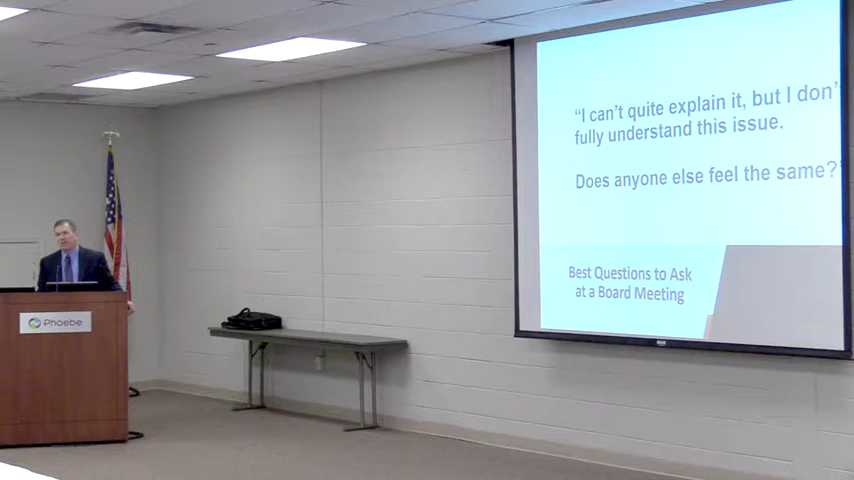 "I can't quite explain it, but I don'
fully understand this issue.
Does anyone else feel the same?"
Best Questions to Ask
at a Board Meeting
Phoebe